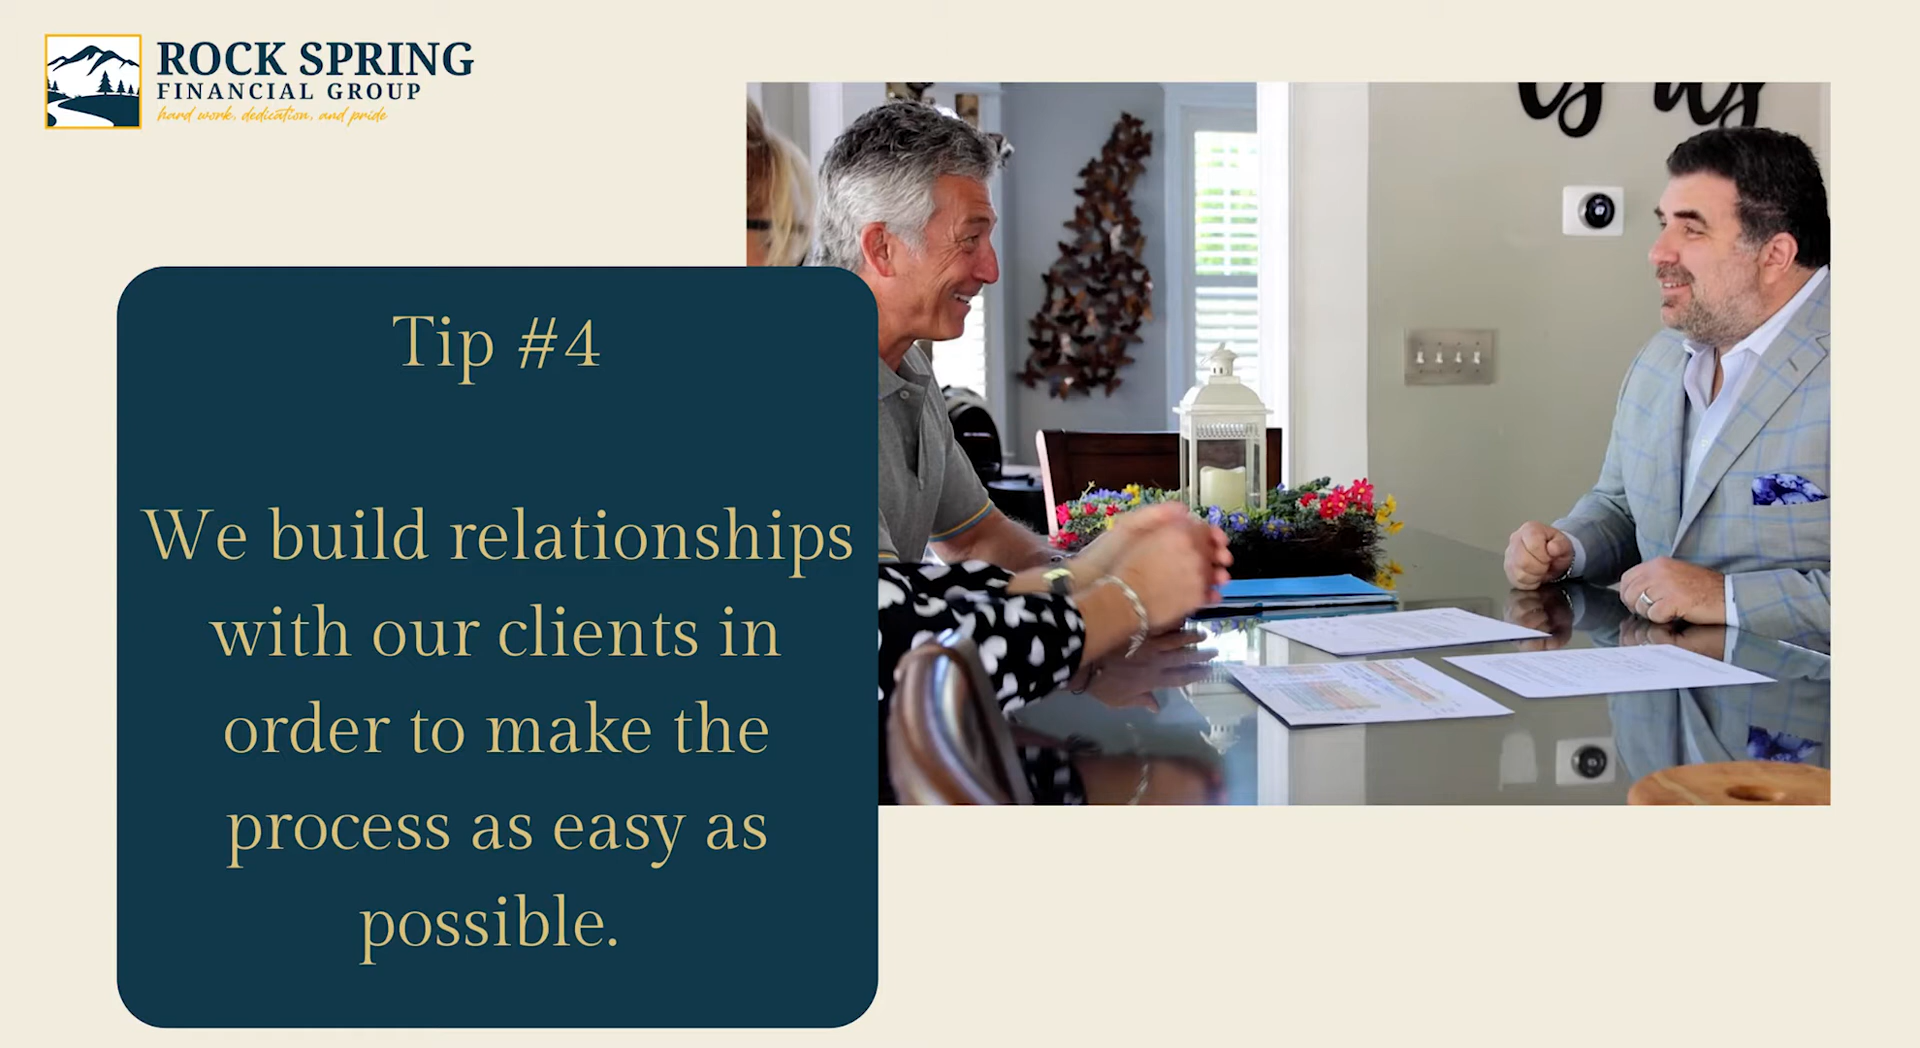 ROCK SPRING
FINANCIAL GROUP
hard work, dedication, and pride
Tip #4
We build relationships
with our clients in
order to make the
process as easy as
possible.